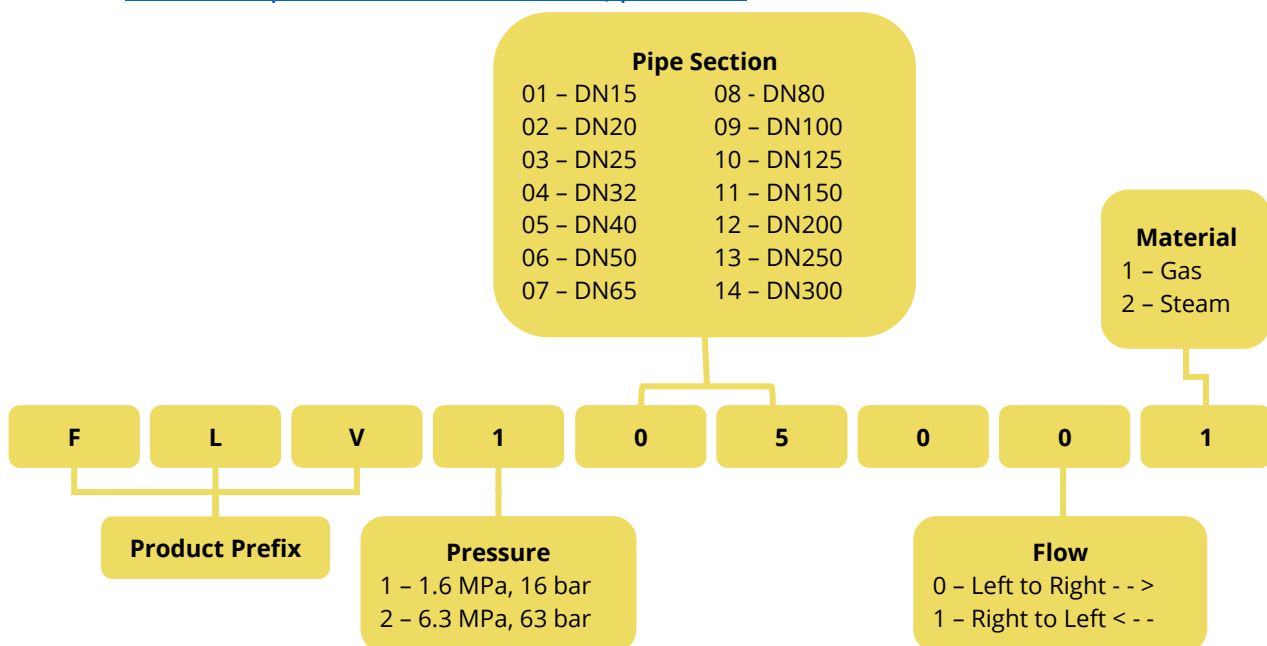 Pipe Section
01 – DN15 08 - DN80
02 – DN20 09 – DN100
03 – DN25 10 – DN125
04 – DN32 11 – DN150
05 – DN40 12 – DN200
06 – DN50 13 – DN250
07 – DN65 14 – DN300
Material
1 – Gas
2 – Steam
F L V 1 0 5 0 0 1
Product Prefix
Pressure
1 – 1.6 MPa, 16 bar
2 – 6.3 MPa, 63 bar
Flow
0 – Left to Right - - >
1 – Right to Left < - -